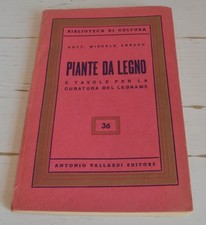 BIBLIOTECA DI CULTURA
DOTT. MICHELE
PIANTE DA LEGNO
E TAVOLE PER LA
CUBATURA DEL LEGNAME
36
ANTONIO VALLARDI EDITORE